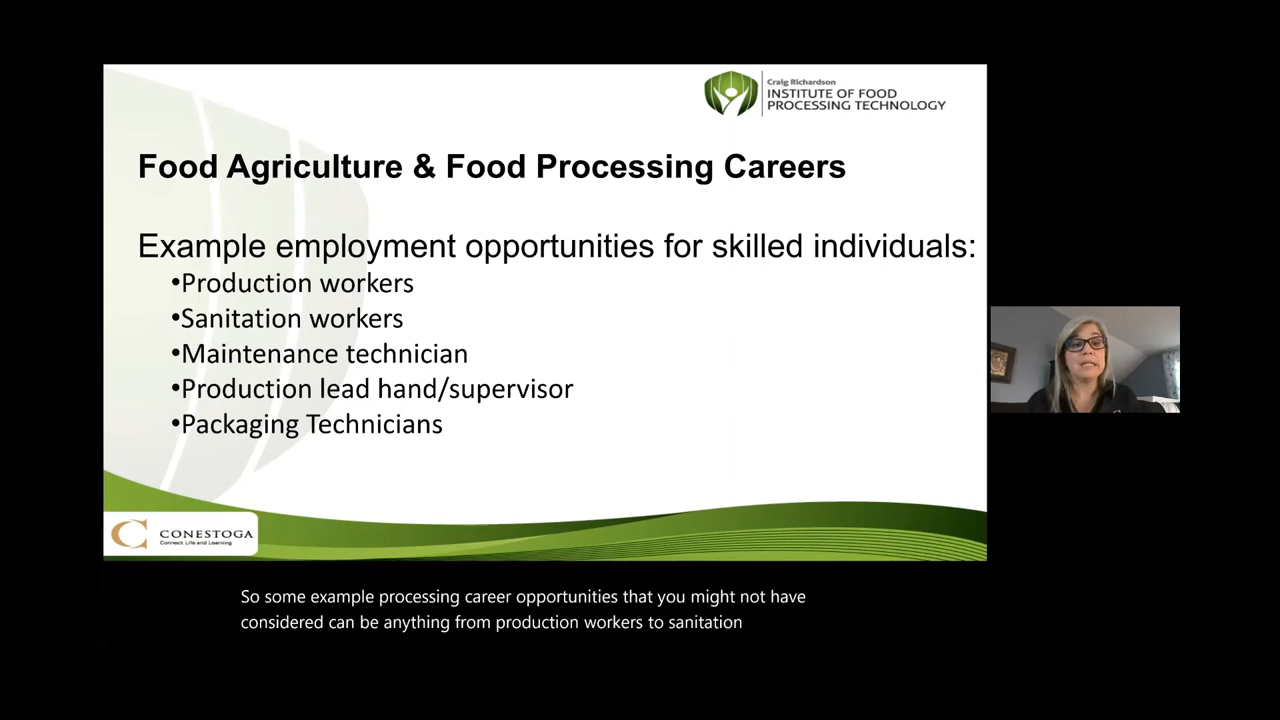 Craig Richardson
INSTITUTE OF FOOD
PROCESSING TECHNOLOGY
Food Agriculture & Food Processing Careers
Example employment opportunities for skilled individuals:
•Production workers
•Sanitation workers
•Maintenance technician
•Production lead hand/supervisor
•Packaging Technicians
C CONESTOGA
Connect Life and Learning
So some example processing career opportunities that you might not have
considered can be anything from production workers to sanitation